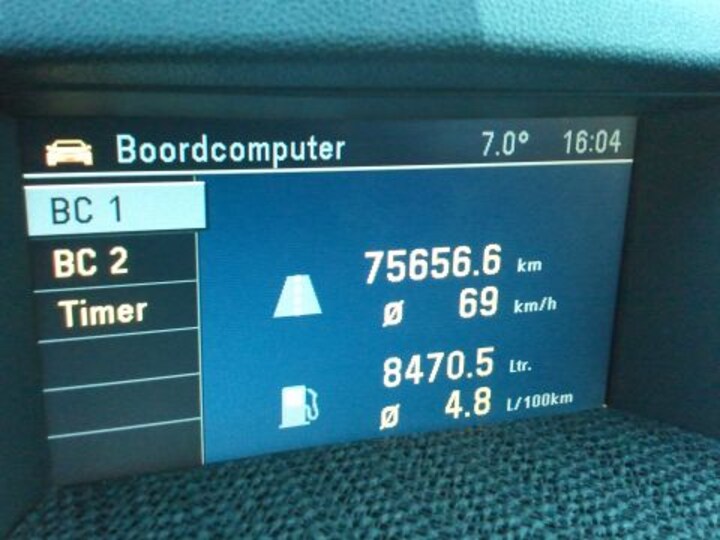 Boordcomputer 7.0° 16:04
BC 1
BC 2
Timer
75656.6 km
Ø 69 km/h
8470.5 Ltr.
Ø 4.8 L/100km